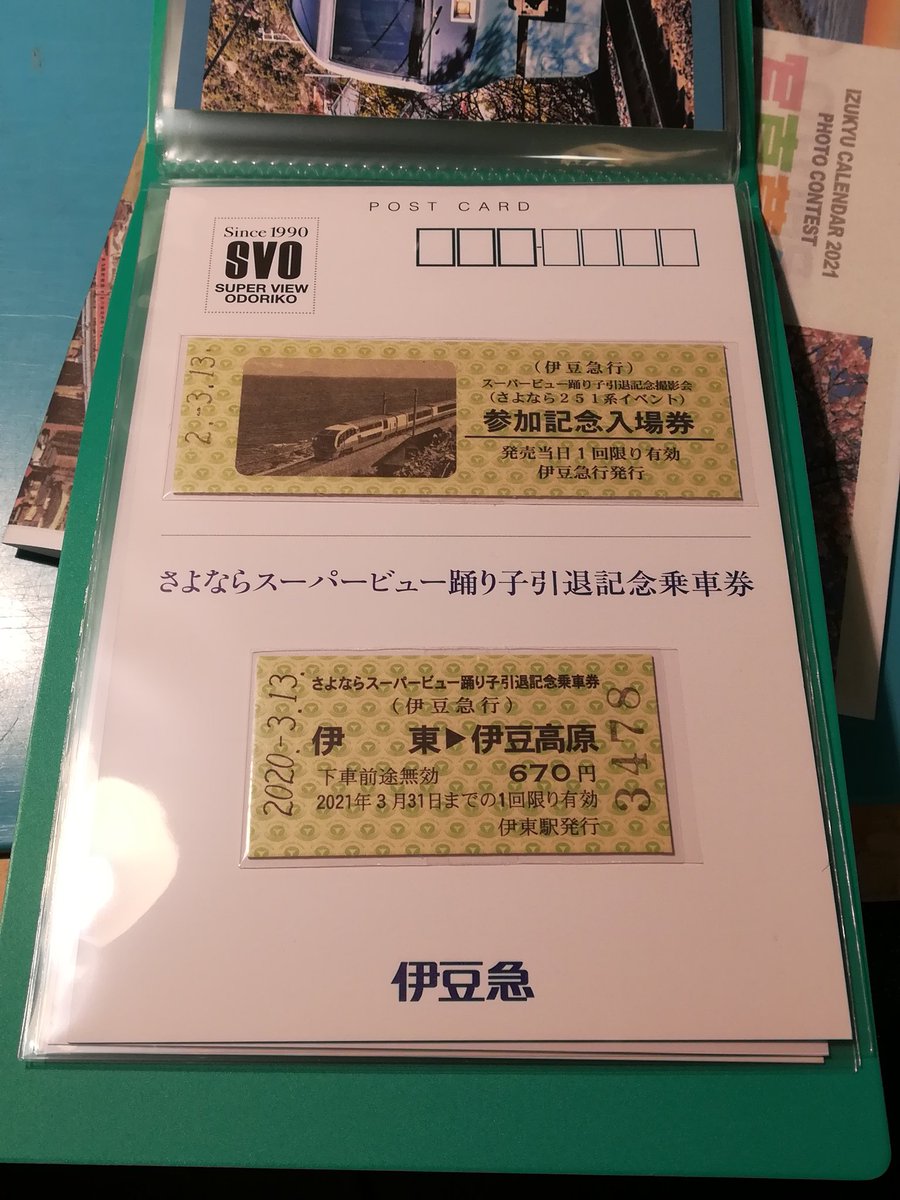 POST CARD
Since 1990
SVO
SUPER VIEW
ODORIKO
2.-3.13.
(伊豆急行)
スーパービュー踊り子引退記念撮影会
(さよなら251系イベント)
参加記念入場券
発売当日1回限り有効
伊豆急行発行
さよならスーパービュー踊り子引退記念乗車券
2020.-3.13.
さよならスーパービュー踊り子引退記念乗車券
(伊豆急行)
伊 東▶伊豆高原
下車前途無効 670円
2021年3月31日までの1回限り有効
伊東駅発行
3478
伊豆急
IZUKYU CALENDAR 2021
PHOTO CONTEST